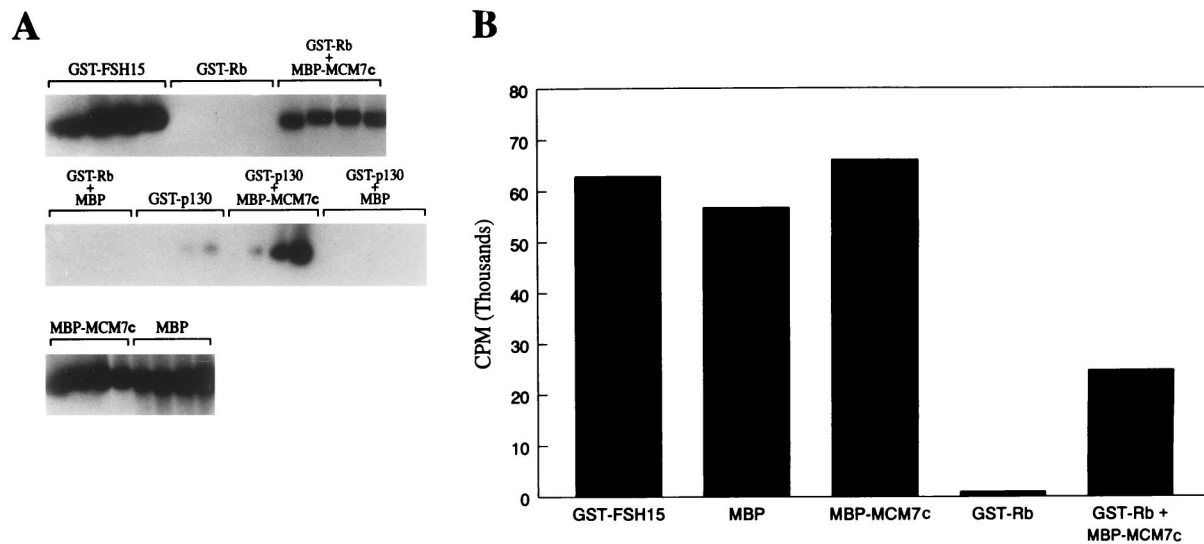 A
GST-FSH15
GST-Rb
GST-Rb
+
MBP-MCM7c
GST-Rb
+
MBP
GST-p130
GST-p130
+
MBP-MCM7c
GST-p130
+
MBP
MBP-MCM7c
MBP
B
CPM (Thousands)
80
70
60
50
40
30
20
10
0
GST-FSH15
MBP
MBP-MCM7c
GST-Rb
GST-Rb +
MBP-MCM7c